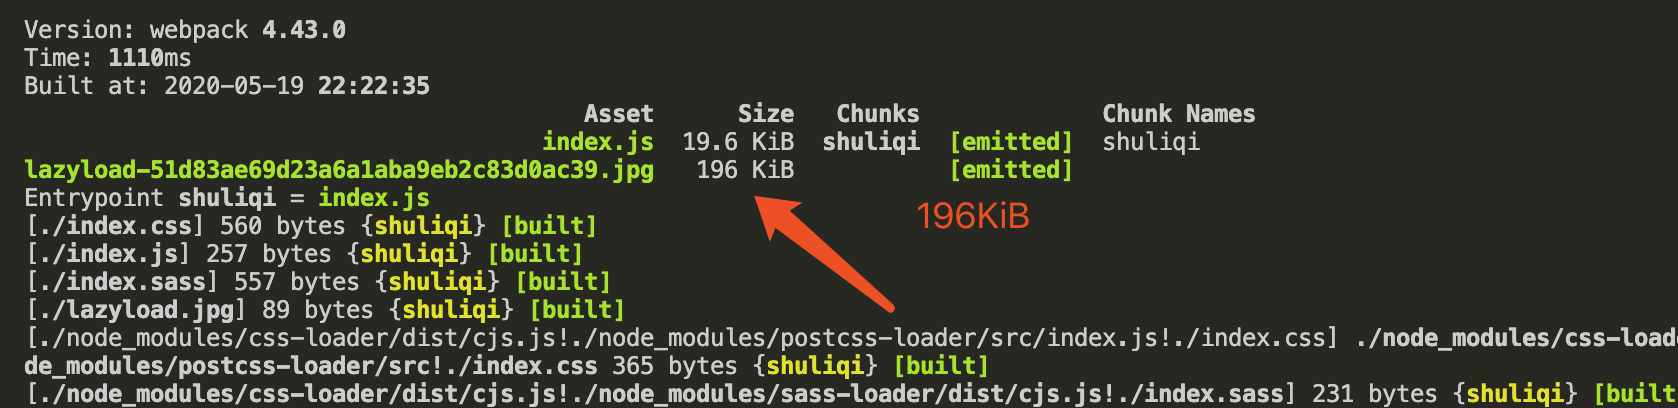 Version: webpack 4.43.0
Time: 1110ms
Built at: 2020-05-19 22:22:35
Asset Size Chunks Chunk Names
index.js 19.6 KiB shuliqi [emitted] shuliqi
lazyload-51d83ae69d23a6a1aba9eb2c83d0ac39.jpg 196 KiB [emitted]
Entrypoint shuliqi = index.js
196KiB
[./index.css] 560 bytes {shuliqi} [built]
[./index.js] 257 bytes {shuliqi} [built]
[./index.sass] 557 bytes {shuliqi} [built]
[./lazyload.jpg] 89 bytes {shuliqi} [built]
[./node_modules/css-loader/dist/cjs.js!./node_modules/postcss-loader/src/index.js!./index.css] ./node_modules/css-load
de_modules/postcss-loader/src!./index.css 365 bytes {shuliqi} [built]
[./node_modules/css-loader/dist/cjs.js!./node_modules/sass-loader/dist/cjs.js!./index.sass] 231 bytes {shuliqi} [built